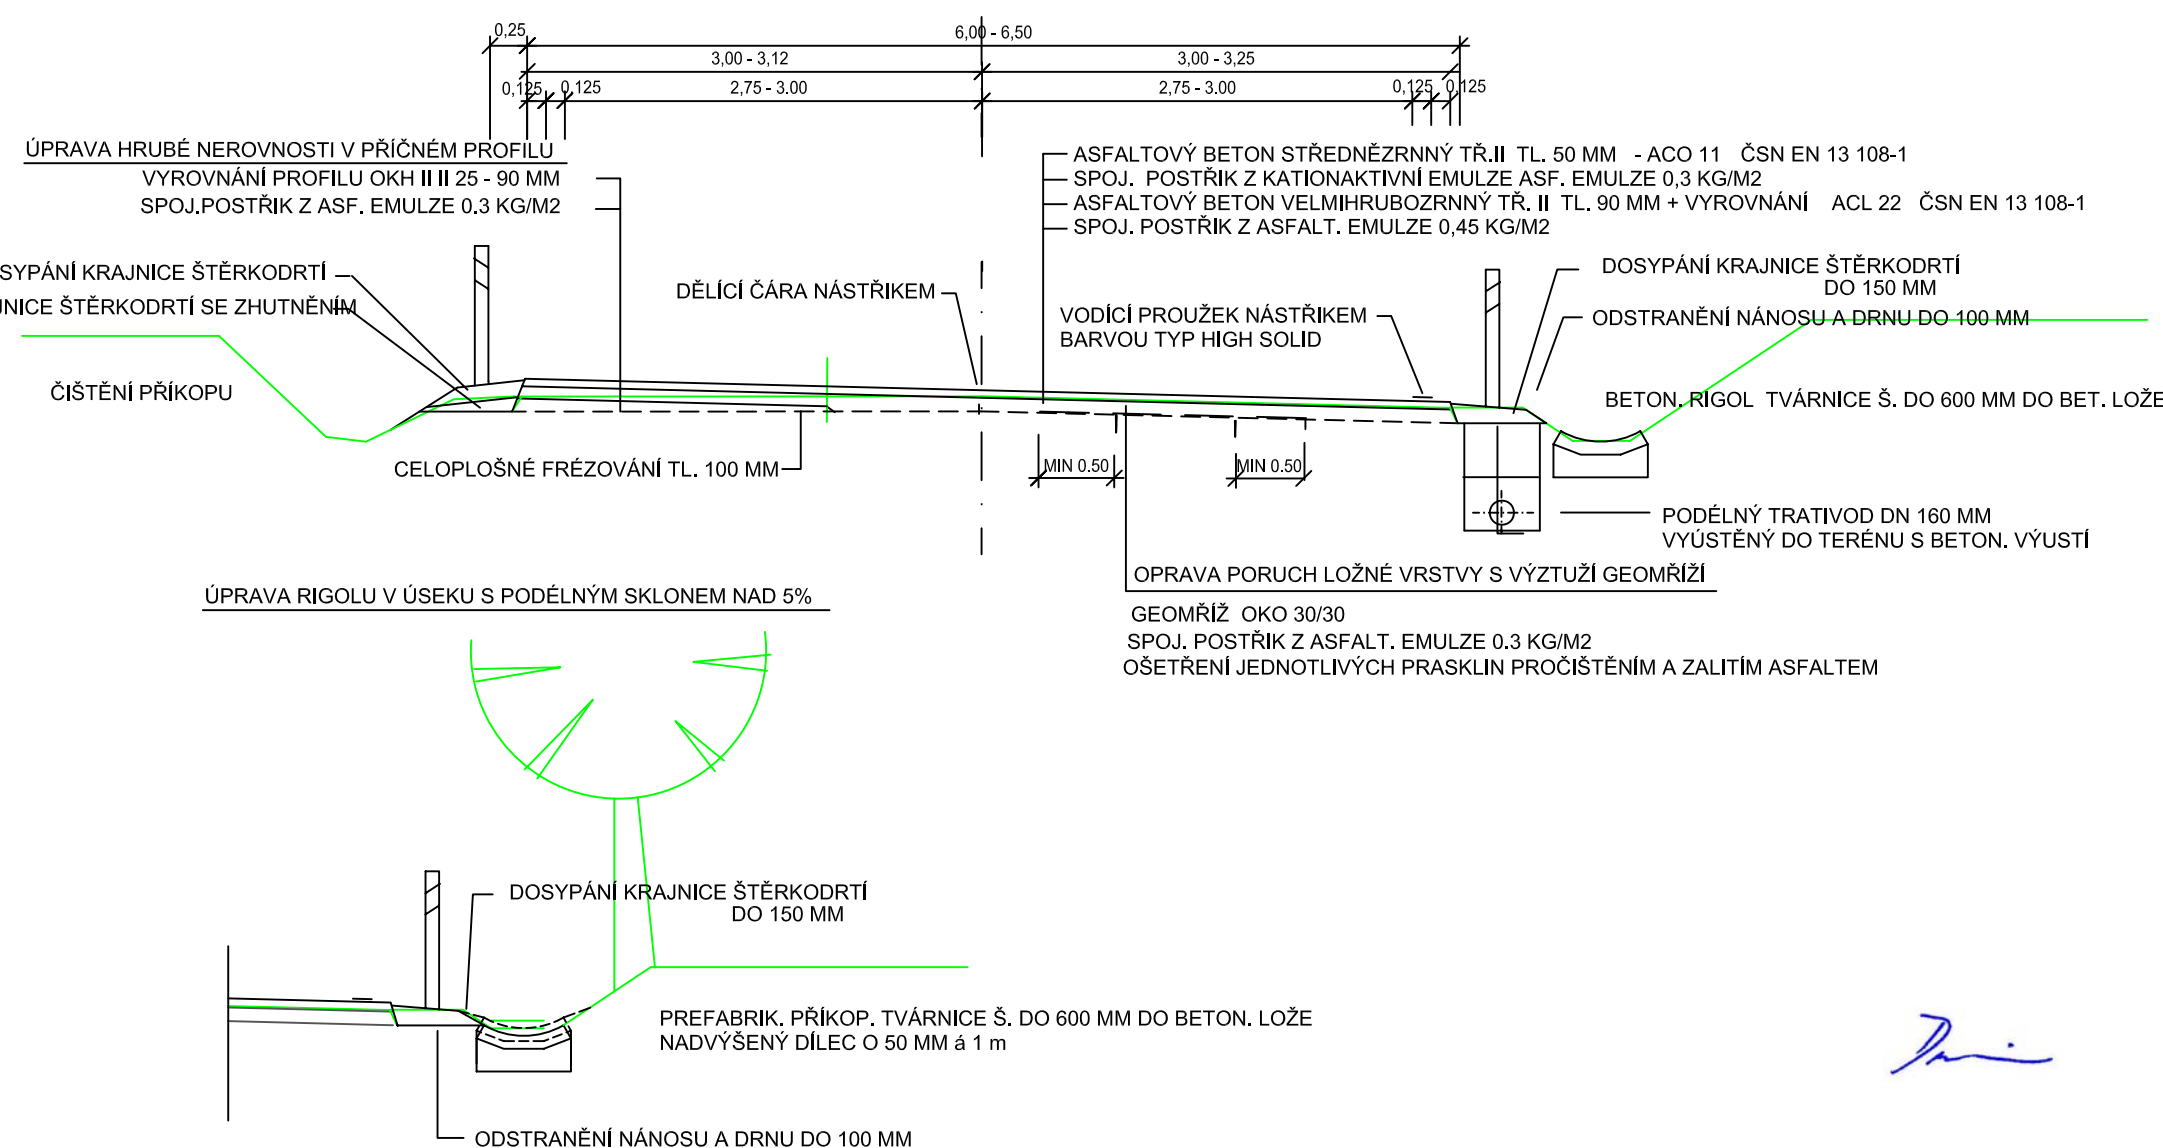 0,25
6,00 - 6,50
3,00 - 3,12
3,00 - 3,25
0,125
0,125
2,75 - 3.00
2,75 - 3.00
0,125
0,125
ÚPRAVA HRUBÉ NEROVNOSTI V PŘÍČNÉM PROFILU
VYROVNÁNÍ PROFILU OKH II II 25 - 90 MM
SPOJ.POSTŘIK Z ASF. EMULZE 0.3 KG/M2
ASFALTOVÝ BETON STŘEDNĚZRNNÝ TŘ.II TL. 50 MM - ACO 11 ČSN EN 13 108-1
SPOJ. POSTŘIK Z KATIONAKTIVNÍ EMULZE ASF. EMULZE 0,3 KG/M2
ASFALTOVÝ BETON VELMIHRUBOZRNNÝ TŘ. II TL. 90 MM + VYROVNÁNÍ ACL 22 ČSN EN 13 108-1
SPOJ. POSTŘIK Z ASFALT. EMULZE 0,45 KG/M2
SYPÁNÍ KRAJNICE ŠTĚRKODRTÍ
JNICE ŠTĚRKODRTÍ SE ZHUTNĚNÍM
DĚLÍCÍ ČÁRA NÁSTŘIKEM
VODÍCÍ PROUŽEK NÁSTŘIKEM
BARVOU TYP HIGH SOLID
DOSYPÁNÍ KRAJNICE ŠTĚRKODRTÍ
DO 150 MM
ODSTRANĚNÍ NÁNOSU A DRNU DO 100 MM
ČIŠTĚNÍ PŘÍKOPU
BETON. RIGOL TVÁRNICE Š. DO 600 MM DO BET. LOŽE
CELOPLOŠNÉ FRÉZOVÁNÍ TL. 100 MM
MIN 0.50
MIN 0.50
PODÉLNÝ TRATIVOD DN 160 MM
VYÚSTĚNÝ DO TERÉNU S BETON. VÝUSTÍ
OPRAVA PORUCH LOŽNÉ VRSTVY S VÝZTUŽÍ GEOMŘÍŽÍ
GEOMŘÍŽ OKO 30/30
SPOJ. POSTŘIK Z ASFALT. EMULZE 0.3 KG/M2
OŠETŘENÍ JEDNOTLIVÝCH PRASKLIN PROČIŠTĚNÍM A ZALITÍM ASFALTEM
ÚPRAVA RIGOLU V ÚSEKU S PODÉLNÝM SKLONEM NAD 5%
DOSYPÁNÍ KRAJNICE ŠTĚRKODRTÍ
DO 150 MM
PREFABRIK. PŘÍKOP. TVÁRNICE Š. DO 600 MM DO BETON. LOŽE
NADVÝŠENÝ DÍLEC O 50 MM á 1 m
ODSTRANĚNÍ NÁNOSU A DRNU DO 100 MM